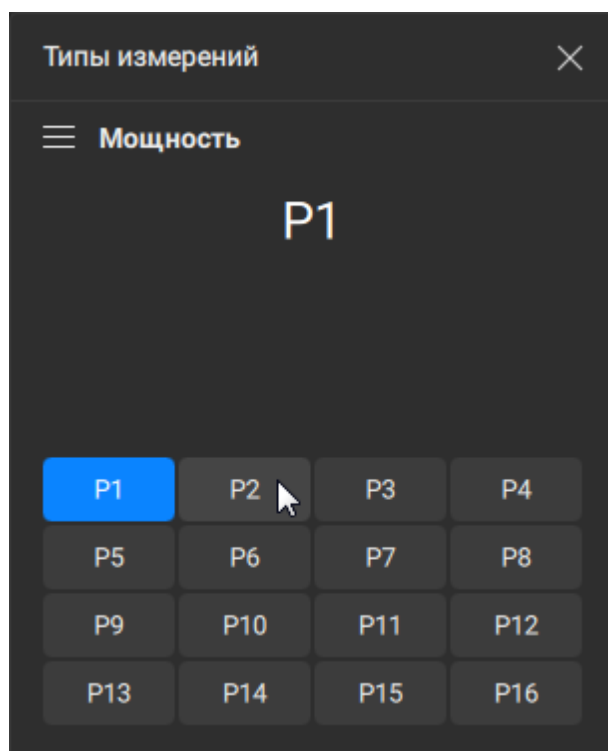 Типы измерений
Мощность
P1
P1 P2 P3 P4
P5 P6 P7 P8
P9 P10 P11 P12
P13 P14 P15 P16